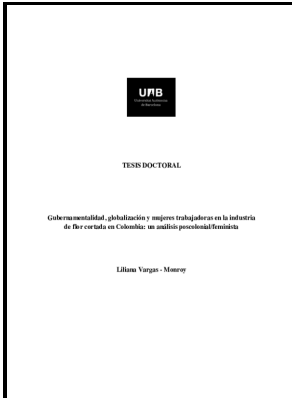 UAB
Universitat Autònoma
de Barcelona
TESIS DOCTORAL
Gubernamentalidad, globalización y mujeres trabajadoras en la industria
de flor cortada en Colombia: un análisis poscolonial/feminista
Liliana Vargas - Monroy